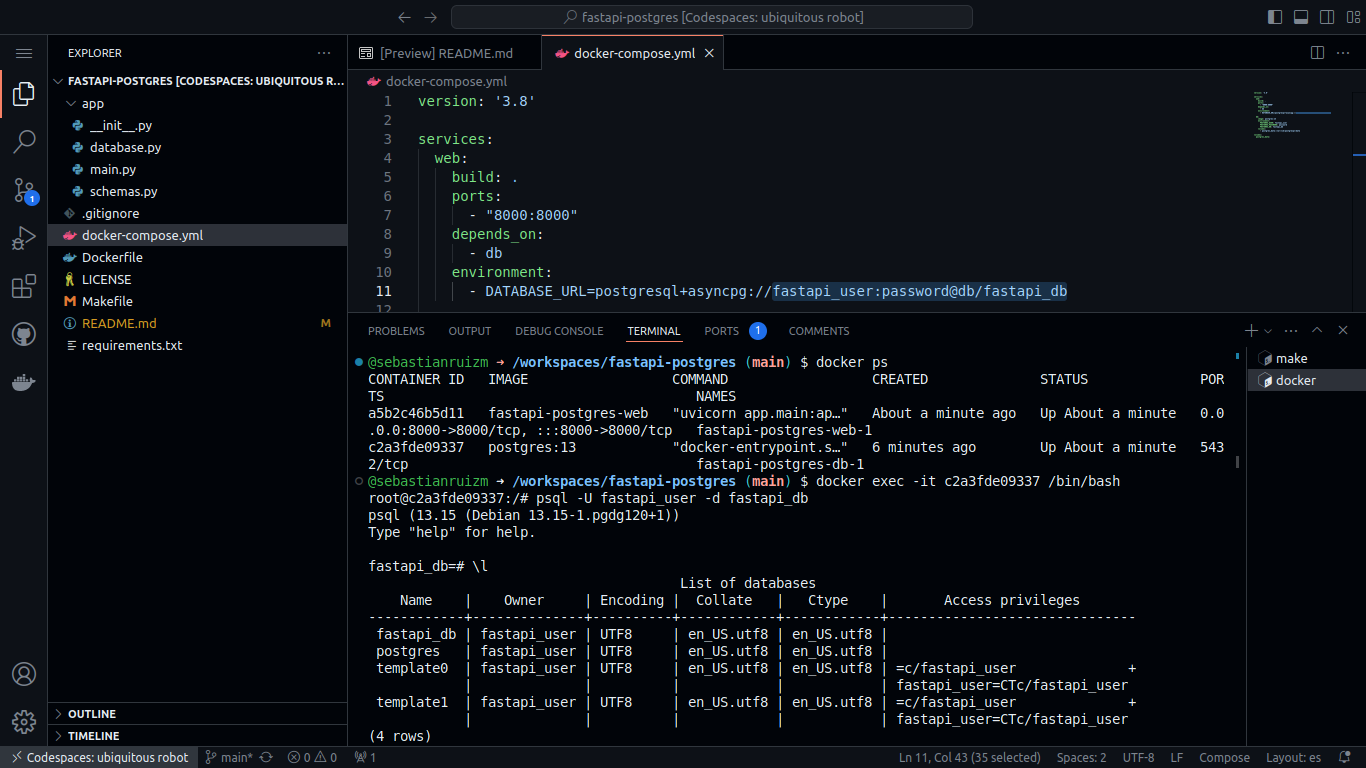 fastapi-postgres [Codespaces: ubiquitous robot]
EXPLORER
FASTAPI-POSTGRES [CODESPACES: UBIQUITOUS R...
app
__init__.py
database.py
main.py
schemas.py
.gitignore
docker-compose.yml
Dockerfile
LICENSE
Makefile
README.md M
requirements.txt
OUTLINE
TIMELINE
1
[Preview] README.md
docker-compose.yml
docker-compose.yml
1 version: '3.8'
2
3 services:
4 web:
5 build: .
6 ports:
7 - "8000:8000"
8 depends_on:
9 - db
10 environment:
11 - DATABASE_URL=postgresql+asyncpg://fastapi_user:password@db/fastapi_db
12
PROBLEMS OUTPUT DEBUG CONSOLE TERMINAL PORTS 1 COMMENTS
make
docker
@sebastianruizm ➜ /workspaces/fastapi-postgres (main) $ docker ps
CONTAINER ID IMAGE COMMAND CREATED STATUS POR
TS NAMES
a5b2c46b5d11 fastapi-postgres-web "uvicorn app.main:ap…" About a minute ago Up About a minute 0.0
.0.0:8000->8000/tcp, :::8000->8000/tcp fastapi-postgres-web-1
c2a3fde09337 postgres:13 "docker-entrypoint.s…" 6 minutes ago Up About a minute 543
2/tcp fastapi-postgres-db-1
@sebastianruizm ➜ /workspaces/fastapi-postgres (main) $ docker exec -it c2a3fde09337 /bin/bash
root@c2a3fde09337:/# psql -U fastapi_user -d fastapi_db
psql (13.15 (Debian 13.15-1.pgdg120+1))
Type "help" for help.
fastapi_db=# \l
List of databases
Name | Owner | Encoding | Collate | Ctype | Access privileges
------------+--------------+----------+------------+------------+-------------------------------
fastapi_db | fastapi_user | UTF8 | en_US.utf8 | en_US.utf8 |
postgres | fastapi_user | UTF8 | en_US.utf8 | en_US.utf8 |
template0 | fastapi_user | UTF8 | en_US.utf8 | en_US.utf8 | =c/fastapi_user +
| | | | | fastapi_user=CTc/fastapi_user
template1 | fastapi_user | UTF8 | en_US.utf8 | en_US.utf8 | =c/fastapi_user +
| | | | | fastapi_user=CTc/fastapi_user
(4 rows)
Codespaces: ubiquitous robot main* 0 0 1 Ln 11, Col 43 (35 selected) Spaces: 2 UTF-8 LF Compose Layout: es